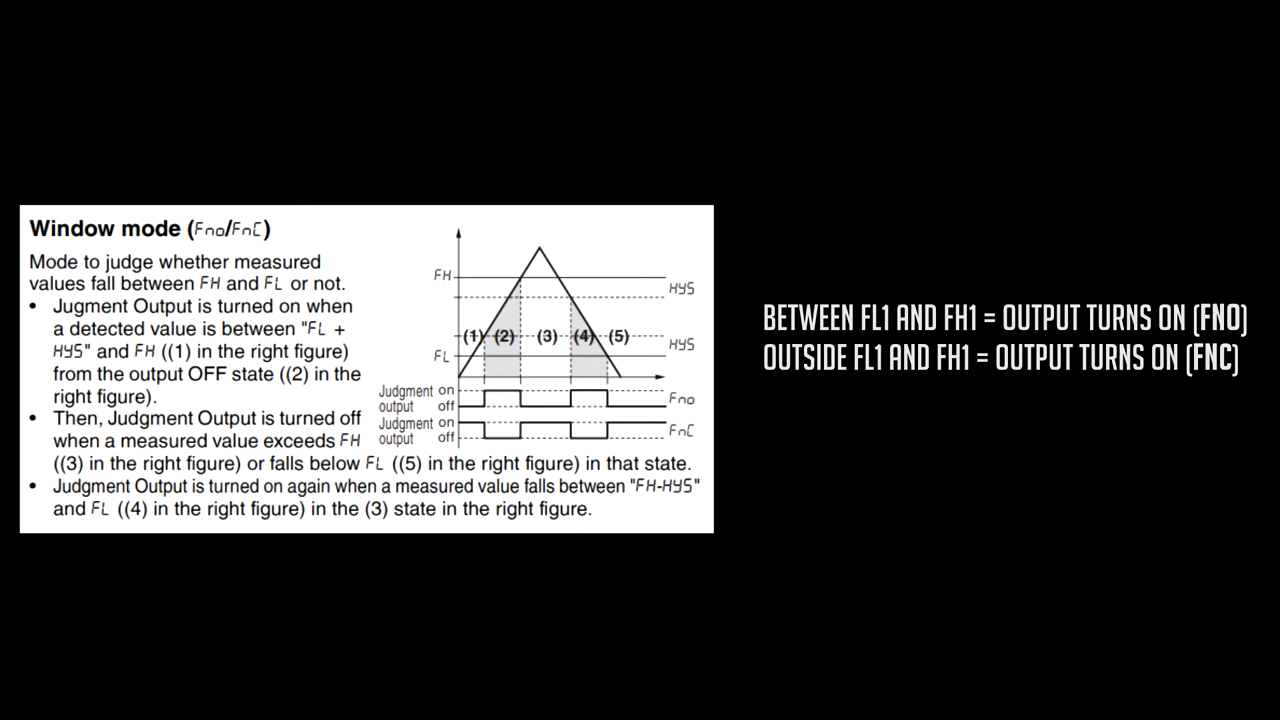 Window mode (Fno/FnC)
Mode to judge whether measured
values fall between FH and FL or not.
• Jugment Output is turned on when
a detected value is between "FL +
HYS" and FH ((1) in the right figure)
from the output OFF state ((2) in the
right figure).
• Then, Judgment Output is turned off
when a measured value exceeds FH
((3) in the right figure) or falls below FL ((5) in the right figure) in that state.
• Judgment Output is turned on again when a measured value falls between "FH-HYS"
and FL ((4) in the right figure) in the (3) state in the right figure.
FH
HYS
(1) (2) (3) (4) (5)
HYS
FL
Judgment on
output off
Fno
Judgment on
output off
FnC
BETWEEN FL1 AND FH1 = OUTPUT TURNS ON (FNO)
OUTSIDE FL1 AND FH1 = OUTPUT TURNS ON (FNC)